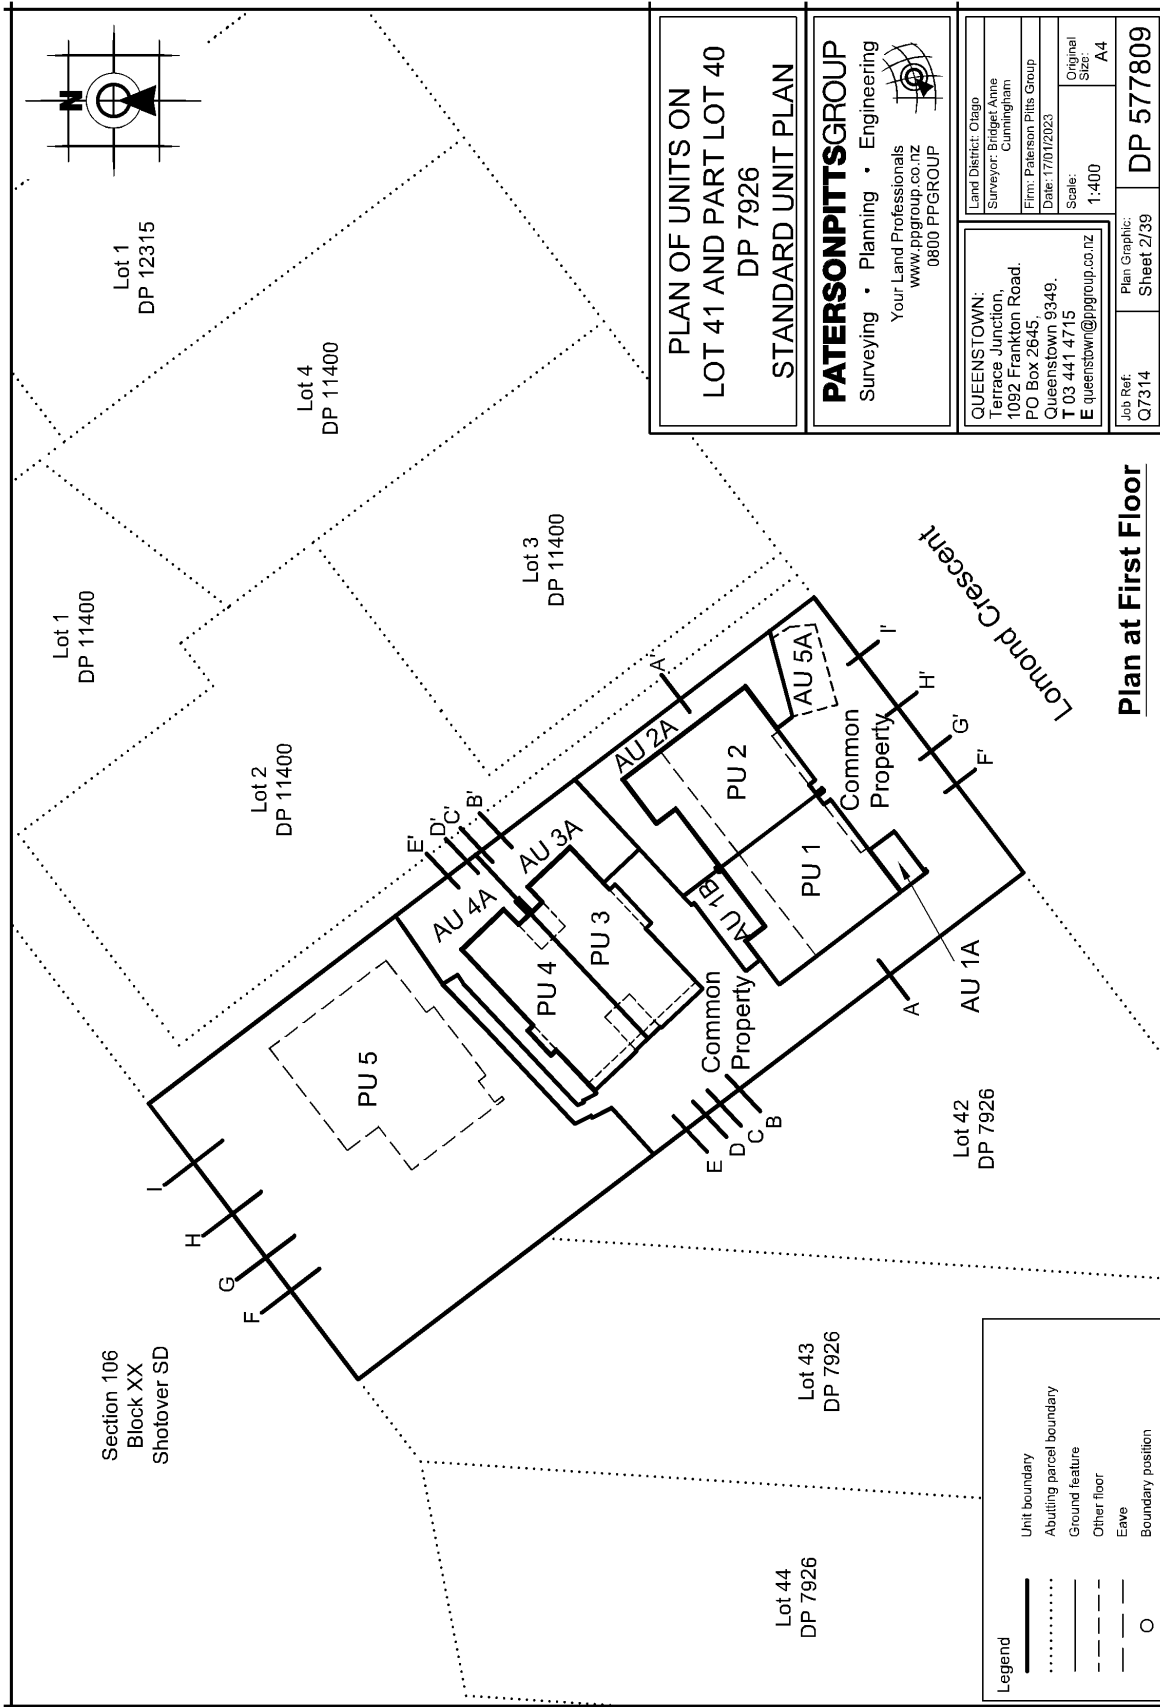 N
Lot 1
DP 12315
Lot 4
DP 11400
Lot 1
DP 11400
Lot 3
DP 11400
Lot 2
DP 11400
Section 106
Block XX
Shotover SD
I
H
G
F
E'
D'
C'
B'
A'
AU 4A
AU 3A
AU 2A
AU 5A
PU 5
PU 4
PU 3
PU 2
PU 1
AU 1B
AU 1A
Common
Property
Common
Property
I'
H'
G'
F'
E
D
C
B
A
Lomond Crescent
Lot 42
DP 7926
Lot 43
DP 7926
Lot 44
DP 7926
Plan at First Floor
Legend
Unit boundary
Abutting parcel boundary
Ground feature
Other floor
Eave
Boundary position
PLAN OF UNITS ON
LOT 41 AND PART LOT 40
DP 7926
STANDARD UNIT PLAN
PATERSONPITTSGROUP
Surveying • Planning • Engineering
Your Land Professionals
www.ppgroup.co.nz
0800 PPGROUP
QUEENSTOWN:
Terrace Junction,
1092 Frankton Road.
PO Box 2645,
Queenstown 9349.
T 03 441 4715
E queenstown@ppgroup.co.nz
Land District: Otago
Surveyor: Bridget Anne
Cunningham
Firm: Paterson Pitts Group
Date: 17/01/2023
Scale:
1:400
Original
Size:
A4
Job Ref:
Q7314
Plan Graphic:
Sheet 2/39
DP 577809